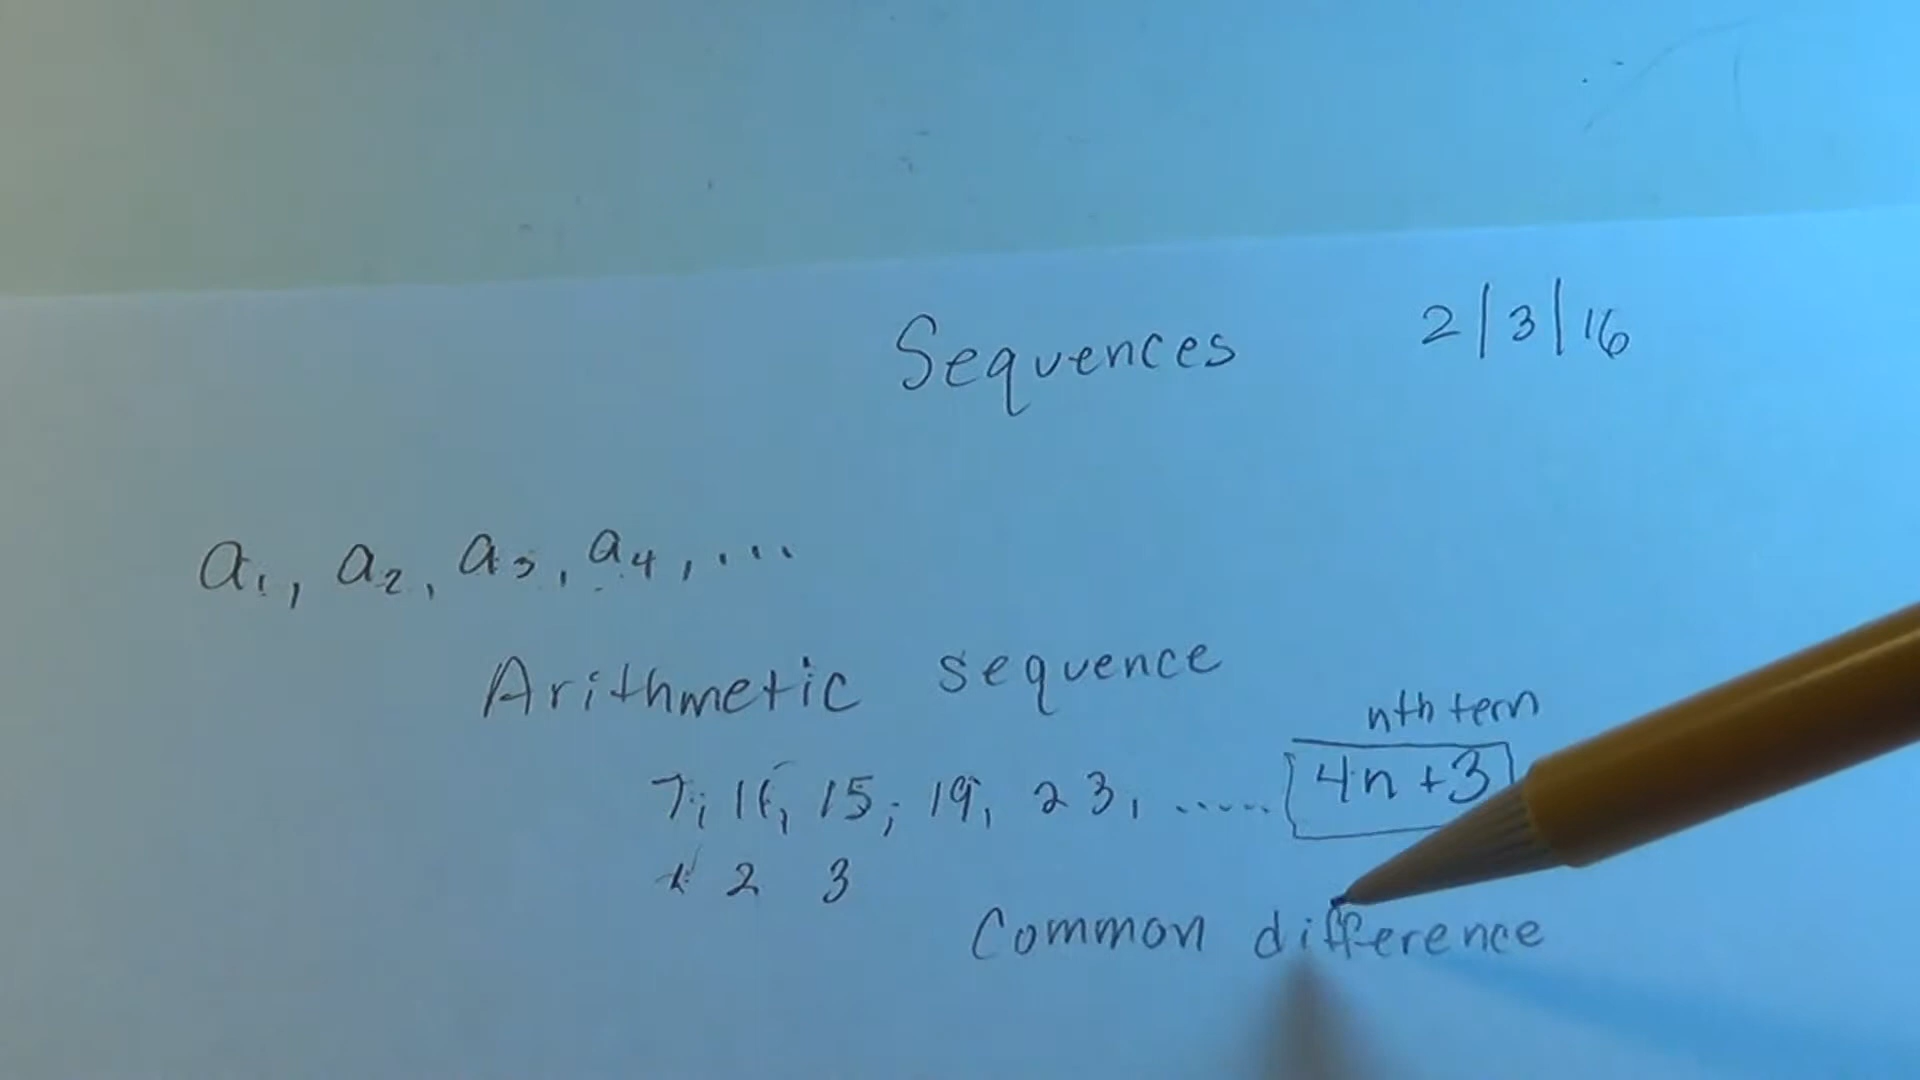 Sequences 2/3/16
a1, a2, a3, a4, ...
Arithmetic sequence
nth term
7, 11, 15, 19, 23, ...... 4n + 3
1 2 3
Common difference